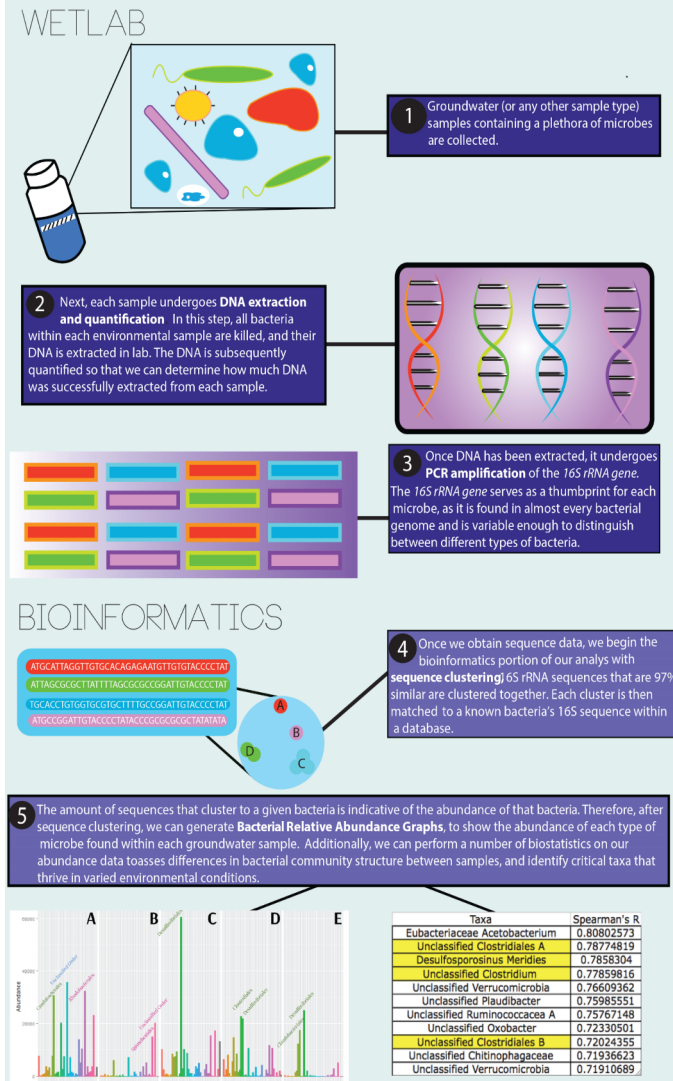 WETLAB
1
Groundwater (or any other sample type)
samples containing a plethora of microbes
are collected.
2
Next, each sample undergoes DNA extraction
and quantification In this step, all bacteria
within each environmental sample are killed, and their
DNA is extracted in lab. The DNA is subsequently
quantified so that we can determine how much DNA
was successfully extracted from each sample.
3
Once DNA has been extracted, it undergoes
PCR amplification of the 16S rRNA gene.
The 16S rRNA gene serves as a thumbprint for each
microbe, as it is found in almost every bacterial
genome and is variable enough to distinguish
between different types of bacteria.
BIOINFORMATICS
ATGCATTAGGTTGTGCACAGAGAATGTTGTGTACCCCTAT
ATTAGCGCGCTTATTTTAGCGCGCCGGATTGTACCCCTAT
TGCACCTGTGGTGCGTGCTTTTGCCGGATTGTACCCCTAT
ATGCCGGATTGTACCCCTATACCCGCGCGCGCTATATATA
A
B
C
D
4
Once we obtain sequence data, we begin the
bioinformatics portion of our analys with
sequence clustering 16S rRNA sequences that are 97%
similar are clustered together. Each cluster is then
matched to a known bacteria's 16S sequence within
a database.
5
The amount of sequences that cluster to a given bacteria is indicative of the abundance of that bacteria. Therefore, after
sequence clustering, we can generate Bacterial Relative Abundance Graphs, to show the abundance of each type of
microbe found within each groundwater sample. Additionally, we can perform a number of biostatistics on our
abundance data toasses differences in bacterial community structure between samples, and identify critical taxa that
thrive in varied environmental conditions.
A B C D E
Abundance
40000
20000
Taxa Spearman's R
Eubacteriaceae Acetobacterium 0.80802573
Unclassified Clostridiales A 0.78774819
Desulfosporosinus Meridies 0.7858304
Unclassified Clostridium 0.77859816
Unclassified Verrucomicrobia 0.76609362
Unclassified Plaudibacter 0.75985551
Unclassified Ruminococcacea A 0.75767148
Unclassified Oxobacter 0.72330501
Unclassified Clostridiales B 0.72024355
Unclassified Chitinophagaceae 0.71936623
Unclassified Verrucomicrobia 0.71910689